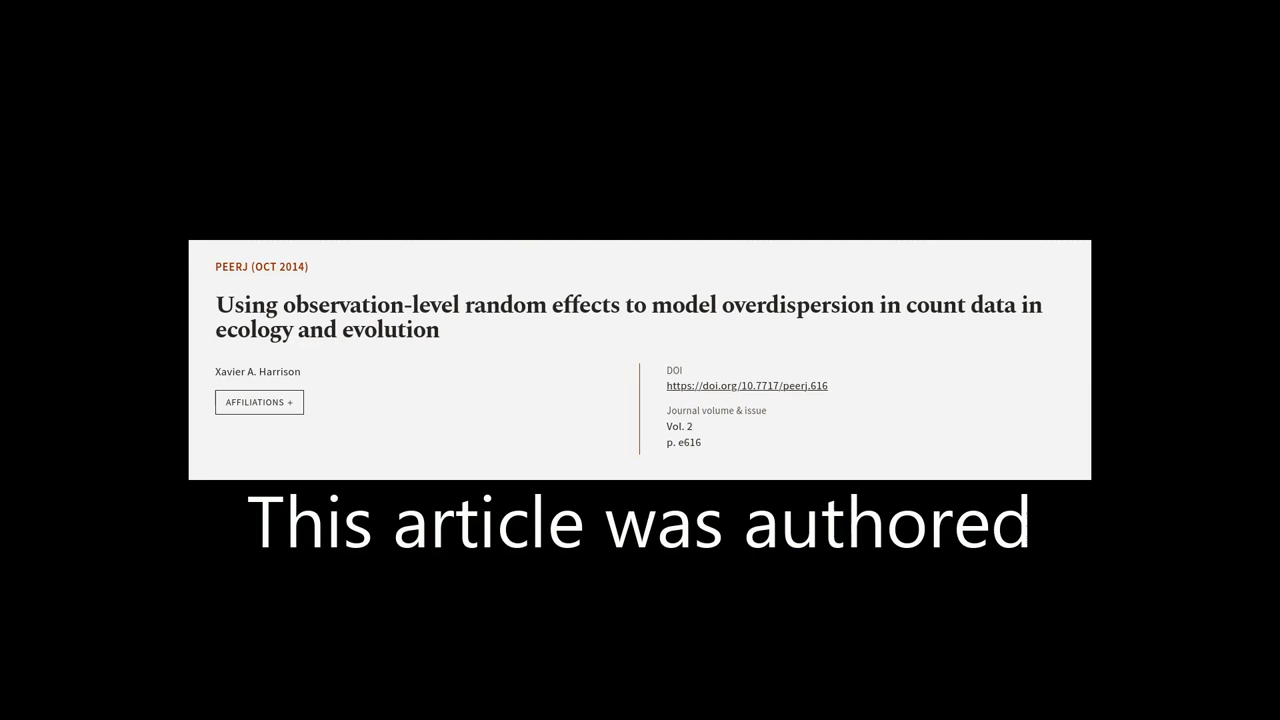 PEERJ (OCT 2014)
Using observation-level random effects to model overdispersion in count data in
ecology and evolution
Xavier A. Harrison
AFFILIATIONS +
DOI
https://doi.org/10.7717/peerj.616
Journal volume & issue
Vol. 2
p. e616
This article was authored